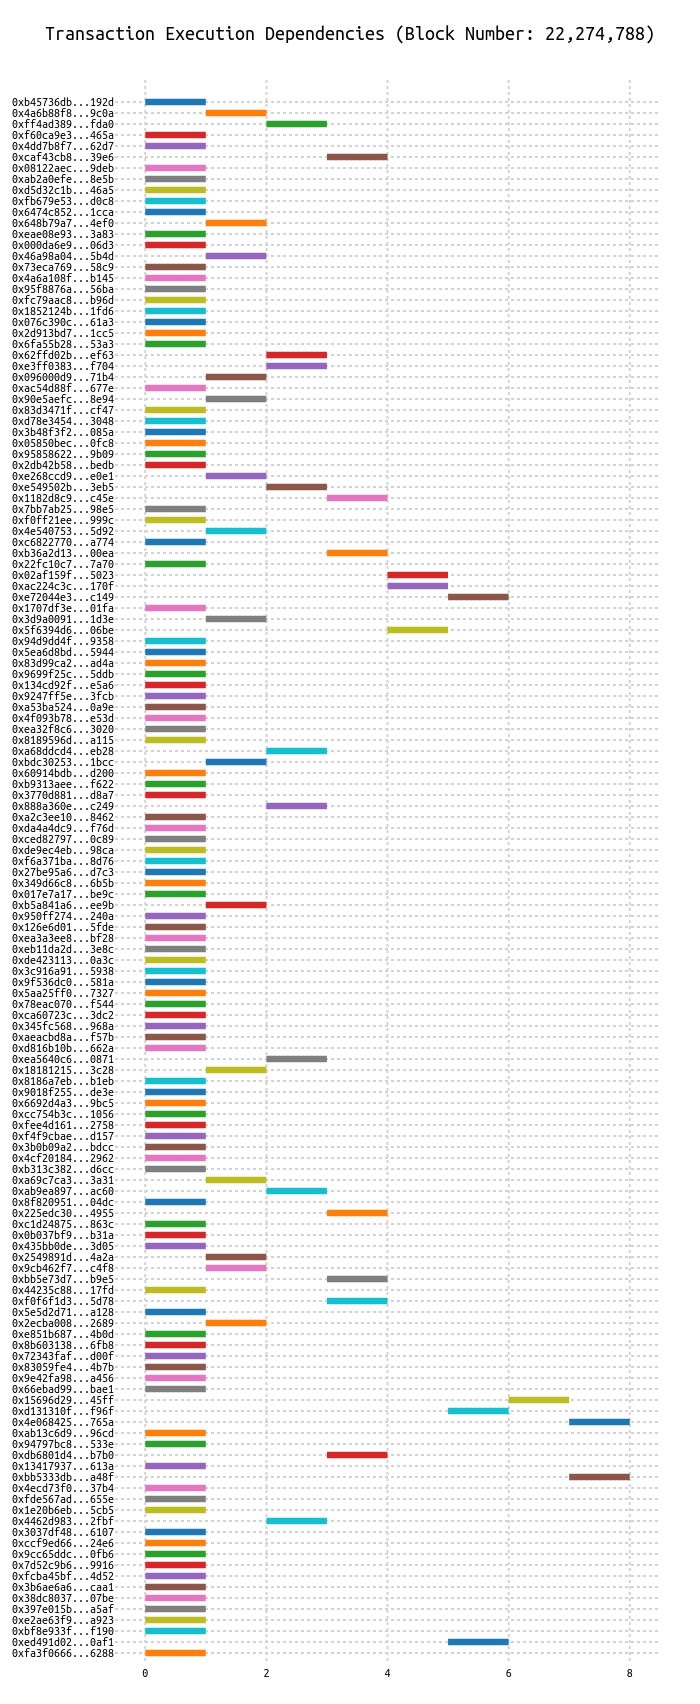 Transaction Execution Dependencies (Block Number: 22,274,788)
0xb45736db...192d
0x4a6b88f8...9c0a
0xff4ad389...fda0
0xf60ca9e3...465a
0x4dd7b8f7...62d7
0xcaf43cb8...39e6
0x08122aec...9deb
0xab2a0efe...8e5b
0xd5d32c1b...46a5
0xfb679e53...d0c8
0x6474c852...1cca
0x648b79a7...4ef0
0xeae08e93...3a83
0x000da6e9...06d3
0x46a98a04...5b4d
0x73eca769...58c9
0x4a6a108f...b145
0x95f8876a...56ba
0xfc79aac8...b96d
0x1852124b...1fd6
0x076c390c...61a3
0x2d913bd7...1cc5
0x6fa55b28...53a3
0x62ffd02b...ef63
0xe3ff0383...f704
0x096000d9...71b4
0xac54d88f...677e
0x90e5aefc...8e94
0x83d3471f...cf47
0xd78e3454...3048
0x3b48f3f2...085a
0x05850bec...0fc8
0x95858622...9b09
0x2db42b58...bedb
0xe268ccd9...e0e1
0xe549502b...3eb5
0x1182d8c9...c45e
0x7bb7ab25...98e5
0xf0ff21ee...999c
0x4e540753...5d92
0xc6822770...a774
0xb36a2d13...00ea
0x22fc10c7...7a70
0x02af159f...5023
0xac224c3c...170f
0xe72044e3...c149
0x1707df3e...01fa
0x3d9a0091...1d3e
0x5f6394d6...06be
0x94d9dd4f...9358
0x5ea6d8bd...5944
0x83d99ca2...ad4a
0x9699f25c...5ddb
0x134cd92f...e5a6
0x9247ff5e...3fcb
0xa53ba524...0a9e
0x4f093b78...e53d
0xea32f8c6...3020
0x8189596d...a115
0xa68ddcd4...eb28
0xbdc30253...1bcc
0x60914bdb...d200
0xb9313aee...f622
0x3770d881...d8a7
0x888a360e...c249
0xa2c3ee10...8462
0xda4a4dc9...f76d
0xced82797...0c89
0xde9ec4eb...98ca
0xf6a371ba...8d76
0x27be95a6...d7c3
0x349d66c8...6b5b
0x017e7a17...be9c
0xb5a841a6...ee9b
0x950ff274...240a
0x126e6d01...5fde
0xea3a3ee8...bf28
0xeb11da2d...3e8c
0xde423113...0a3c
0x3c916a91...5938
0x9f536dc0...581a
0x5aa25ff0...7327
0x78eac070...f544
0xca60723c...3dc2
0x345fc568...968a
0xaeacbd8a...f57b
0xd816b10b...662a
0xea5640c6...0871
0x18181215...3c28
0x8186a7eb...b1eb
0x9018f255...de3e
0x6692d4a3...9bc5
0xcc754b3c...1056
0xfee4d161...2758
0xf4f9cbae...d157
0x3b0b09a2...bdcc
0x4cf20184...2962
0xb313c382...d6cc
0xa69c7ca3...3a31
0xab9ea897...ac60
0x8f820951...04dc
0x225edc30...4955
0xc1d24875...863c
0x0b037bf9...b31a
0x435bb0de...3d05
0x2549891d...4a2a
0x9cb462f7...c4f8
0xbb5e73d7...b9e5
0x44235c88...17fd
0xf0f6f1d3...5d78
0x5e5d2d71...a128
0x2ecba008...2689
0xe851b687...4b0d
0x8b603138...6fb8
0x72343faf...d00f
0x83059fe4...4b7b
0x9e42fa98...a456
0x66ebad99...bae1
0x15696d29...45ff
0xd131310f...f96f
0x4e068425...765a
0xab13c6d9...96cd
0x94797bc8...533e
0xdb6801d4...b7b0
0x13417937...613a
0xbb5333db...a48f
0x4ecd73f0...37b4
0xfde567ad...655e
0x1e20b6eb...5cb5
0x4462d983...2fbf
0x3037df48...6107
0xccf9ed66...24e6
0x9cc65ddc...0fb6
0x7d52c9b6...9916
0xfcba45bf...4d52
0x3b6ae6a6...caa1
0x38dc8037...07be
0x397e015b...a5af
0xe2ae63f9...a923
0xbf8e933f...f190
0xed491d02...0af1
0xfa3f0666...6288
0 2 4 6 8